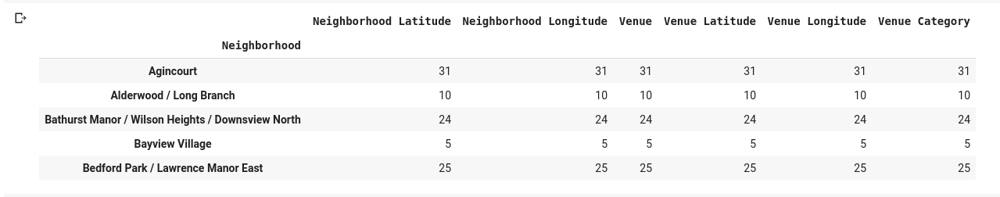 Neighborhood Latitude Neighborhood Longitude Venue Venue Latitude Venue Longitude Venue Category
Neighborhood
Agincourt 31 31 31 31 31 31
Alderwood / Long Branch 10 10 10 10 10 10
Bathurst Manor / Wilson Heights / Downsview North 24 24 24 24 24 24
Bayview Village 5 5 5 5 5 5
Bedford Park / Lawrence Manor East 25 25 25 25 25 25